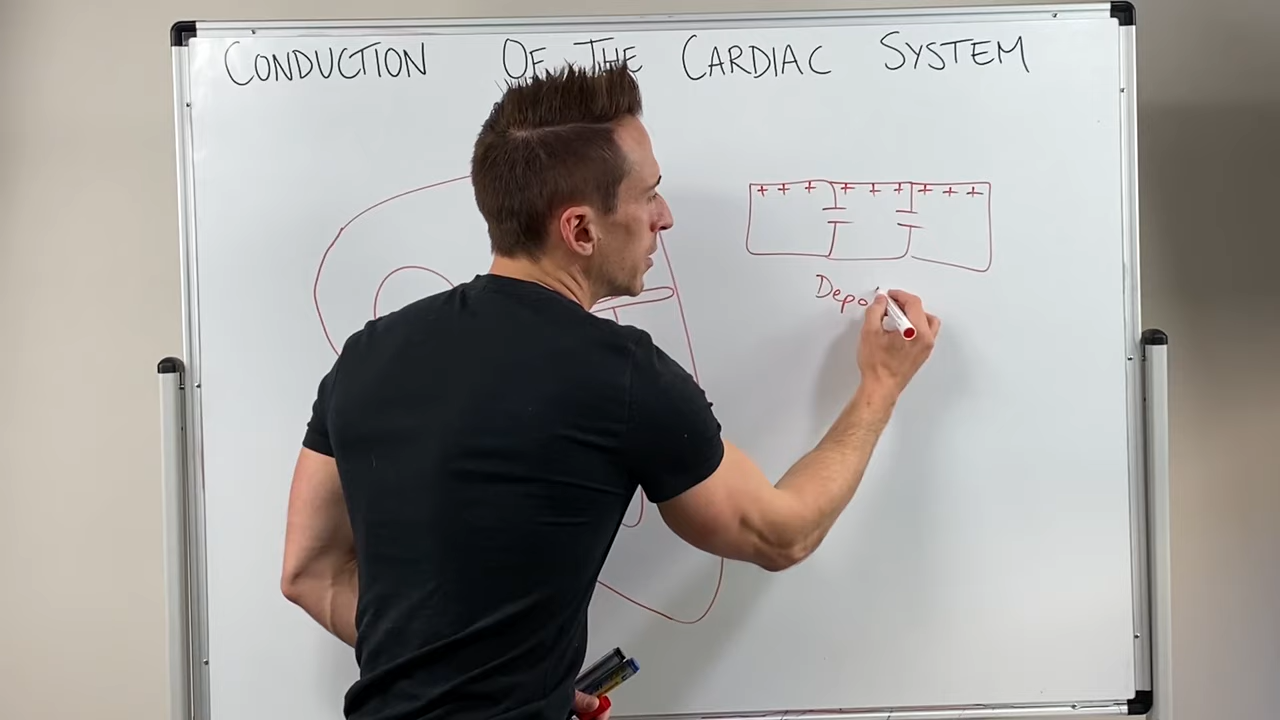 CONDUCTION OF THE CARDIAC SYSTEM
+ + + + + + + + +
Depo